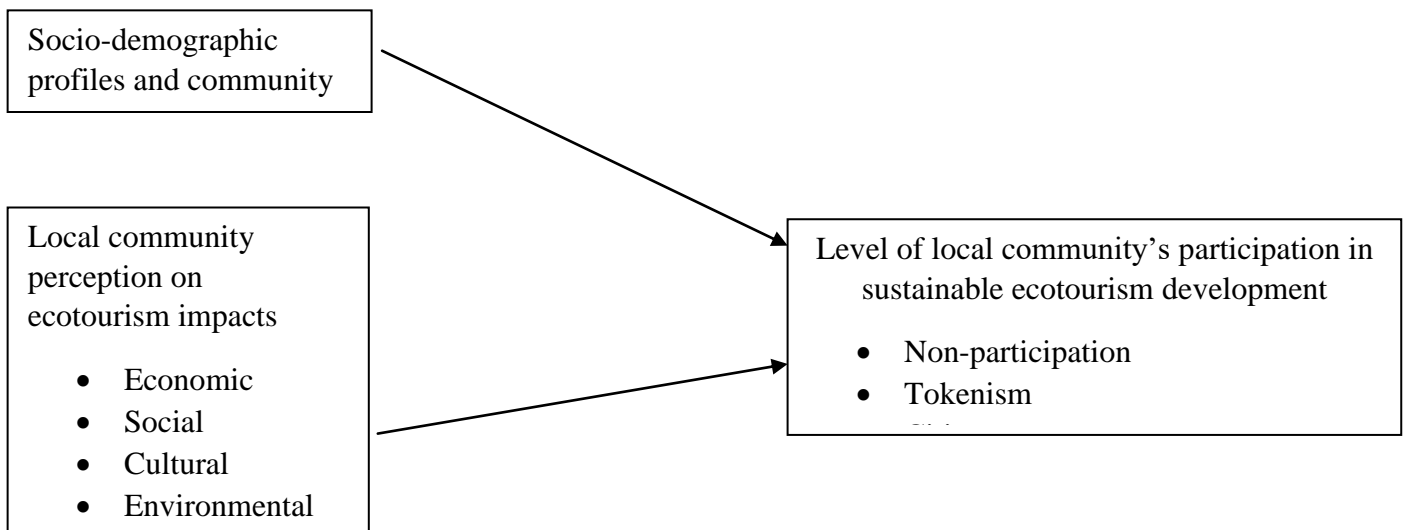 Socio-demographic
profiles and community
Local community
perception on
ecotourism impacts
• Economic
• Social
• Cultural
• Environmental
Level of local community’s participation in
sustainable ecotourism development
• Non-participation
• Tokenism